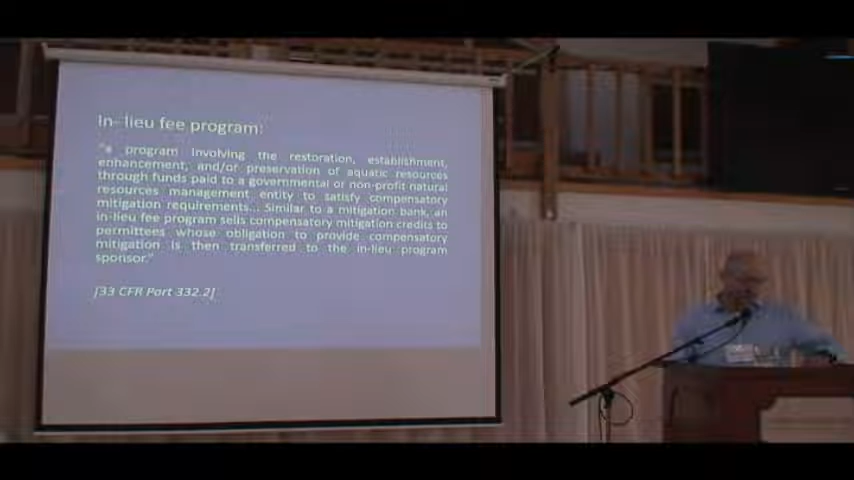 In- lieu fee program:
"a program involving the restoration, establishment,
enhancement, and/or preservation of aquatic resources
through funds paid to a governmental or non-profit natural
resources management entity to satisfy compensatory
mitigation requirements... Similar to a mitigation bank, an
in-lieu fee program sells compensatory mitigation credits to
permittees whose obligation to provide compensatory
mitigation is then transferred to the in-lieu program
sponsor."
[33 CFR Part 332.2]